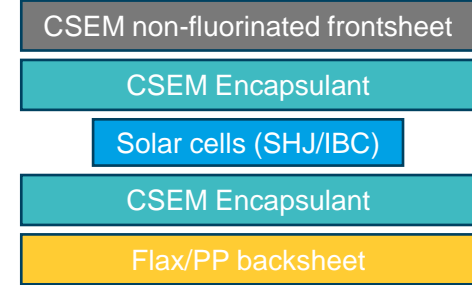 CSEM non-fluorinated frontsheet
CSEM Encapsulant
Solar cells (SHJ/IBC)
CSEM Encapsulant
Flax/PP backsheet